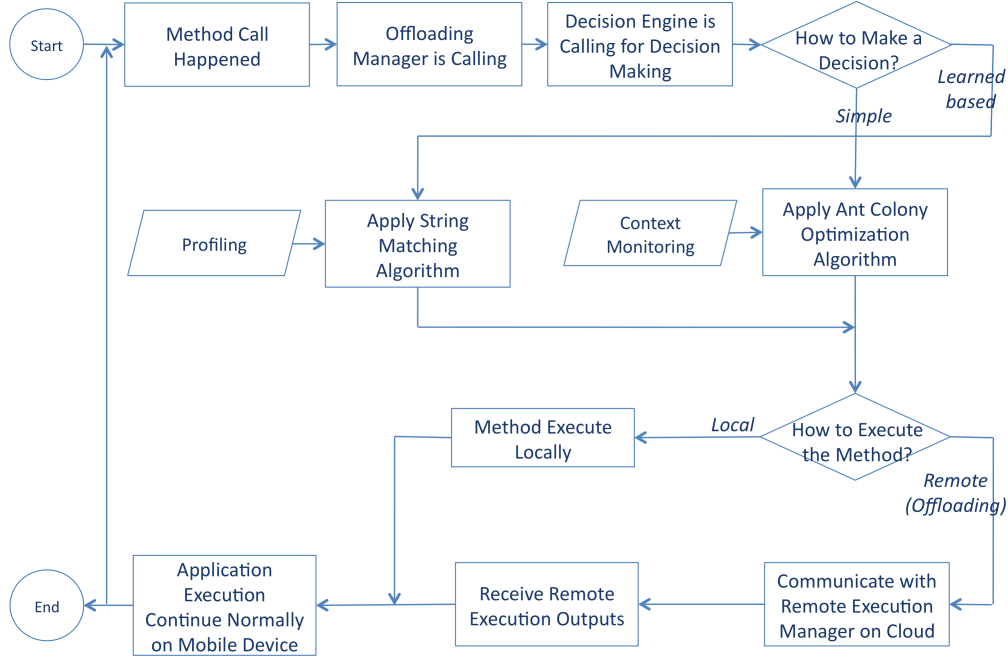 Start
Method Call
Happened
Offloading
Manager is Calling
Decision Engine is
Calling for Decision
Making
How to Make a
Decision?
Learned
based
Simple
Profiling
Apply String
Matching
Algorithm
Context
Monitoring
Apply Ant Colony
Optimization
Algorithm
Method Execute
Locally
Local
How to Execute
the Method?
Remote
(Offloading)
End
Application
Execution
Continue Normally
on Mobile Device
Receive Remote
Execution Outputs
Communicate with
Remote Execution
Manager on Cloud